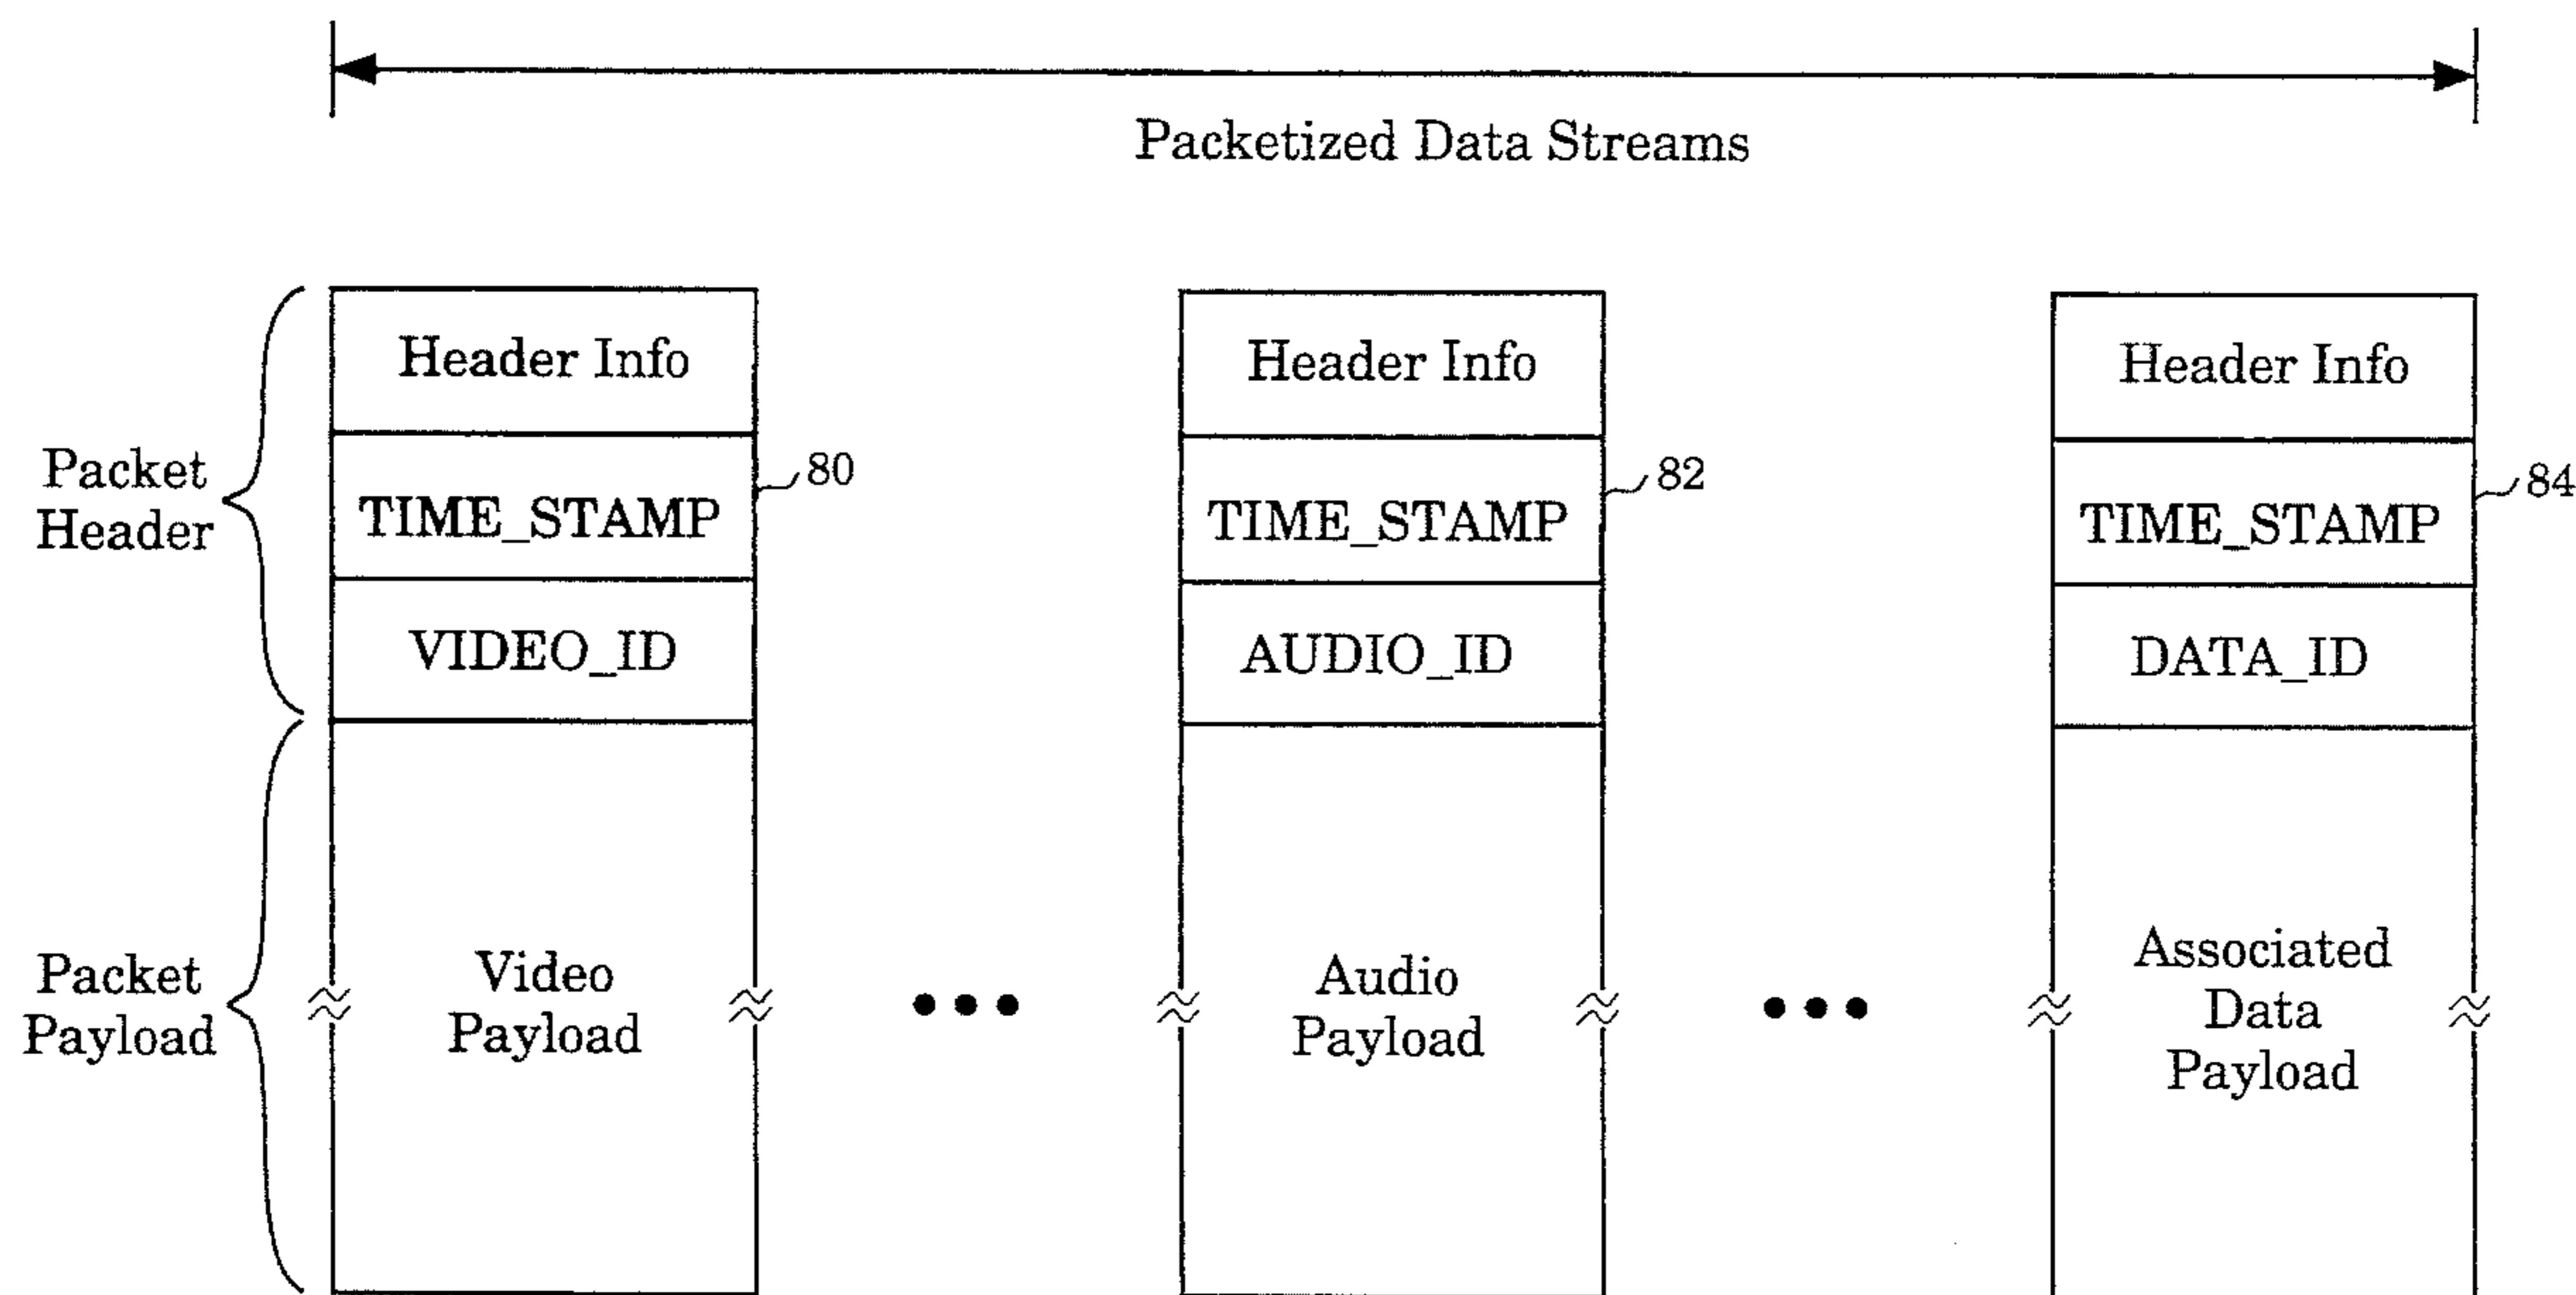 Packetized Data Streams
Packet
Header
Header Info
TIME_STAMP
80
VIDEO_ID
Header Info
TIME_STAMP
82
AUDIO_ID
Header Info
TIME_STAMP
84
DATA_ID
Packet
Payload
Video
Payload
Audio
Payload
Associated
Data
Payload